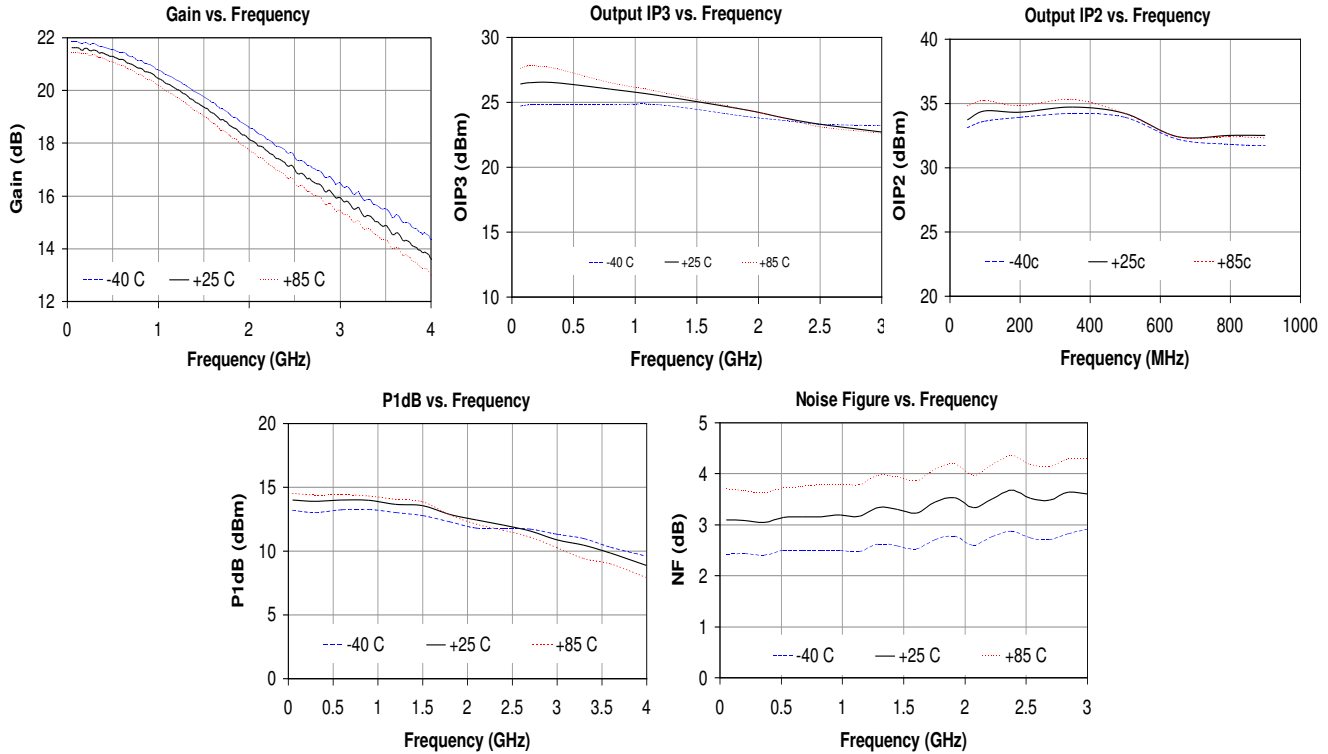 Gain vs. Frequency
22
20
18
16
14
12
Gain (dB)
-40 C
+25 C
+85 C
0 1 2 3 4
Frequency (GHz)
Output IP3 vs. Frequency
30
25
20
15
10
OIP3 (dBm)
-40 C
+25 C
+85 C
0 0.5 1 1.5 2 2.5 3
Frequency (GHz)
Output IP2 vs. Frequency
40
35
30
25
20
OIP2 (dBm)
-40c
+25c
+85c
0 200 400 600 800 1000
Frequency (MHz)
P1dB vs. Frequency
20
15
10
5
0
P1dB (dBm)
-40 C
+25 C
+85 C
0 0.5 1 1.5 2 2.5 3 3.5 4
Frequency (GHz)
Noise Figure vs. Frequency
5
4
3
2
1
0
NF (dB)
-40 C
+25 C
+85 C
0 0.5 1 1.5 2 2.5 3
Frequency (GHz)